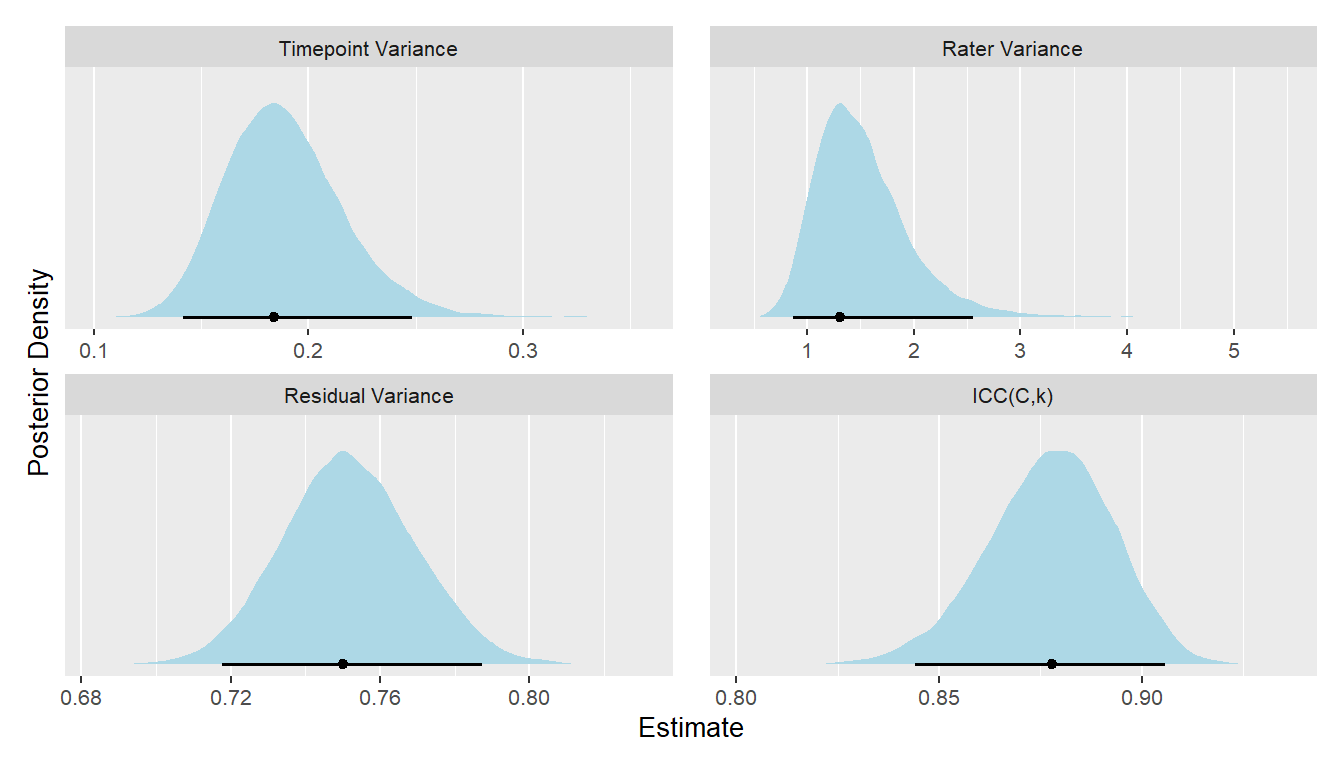 Timepoint Variance
Rater Variance
0.1 0.2 0.3
1 2 3 4 5
Posterior Density
Residual Variance
ICC(C,k)
0.68 0.72 0.76 0.80
0.80 0.85 0.90
Estimate